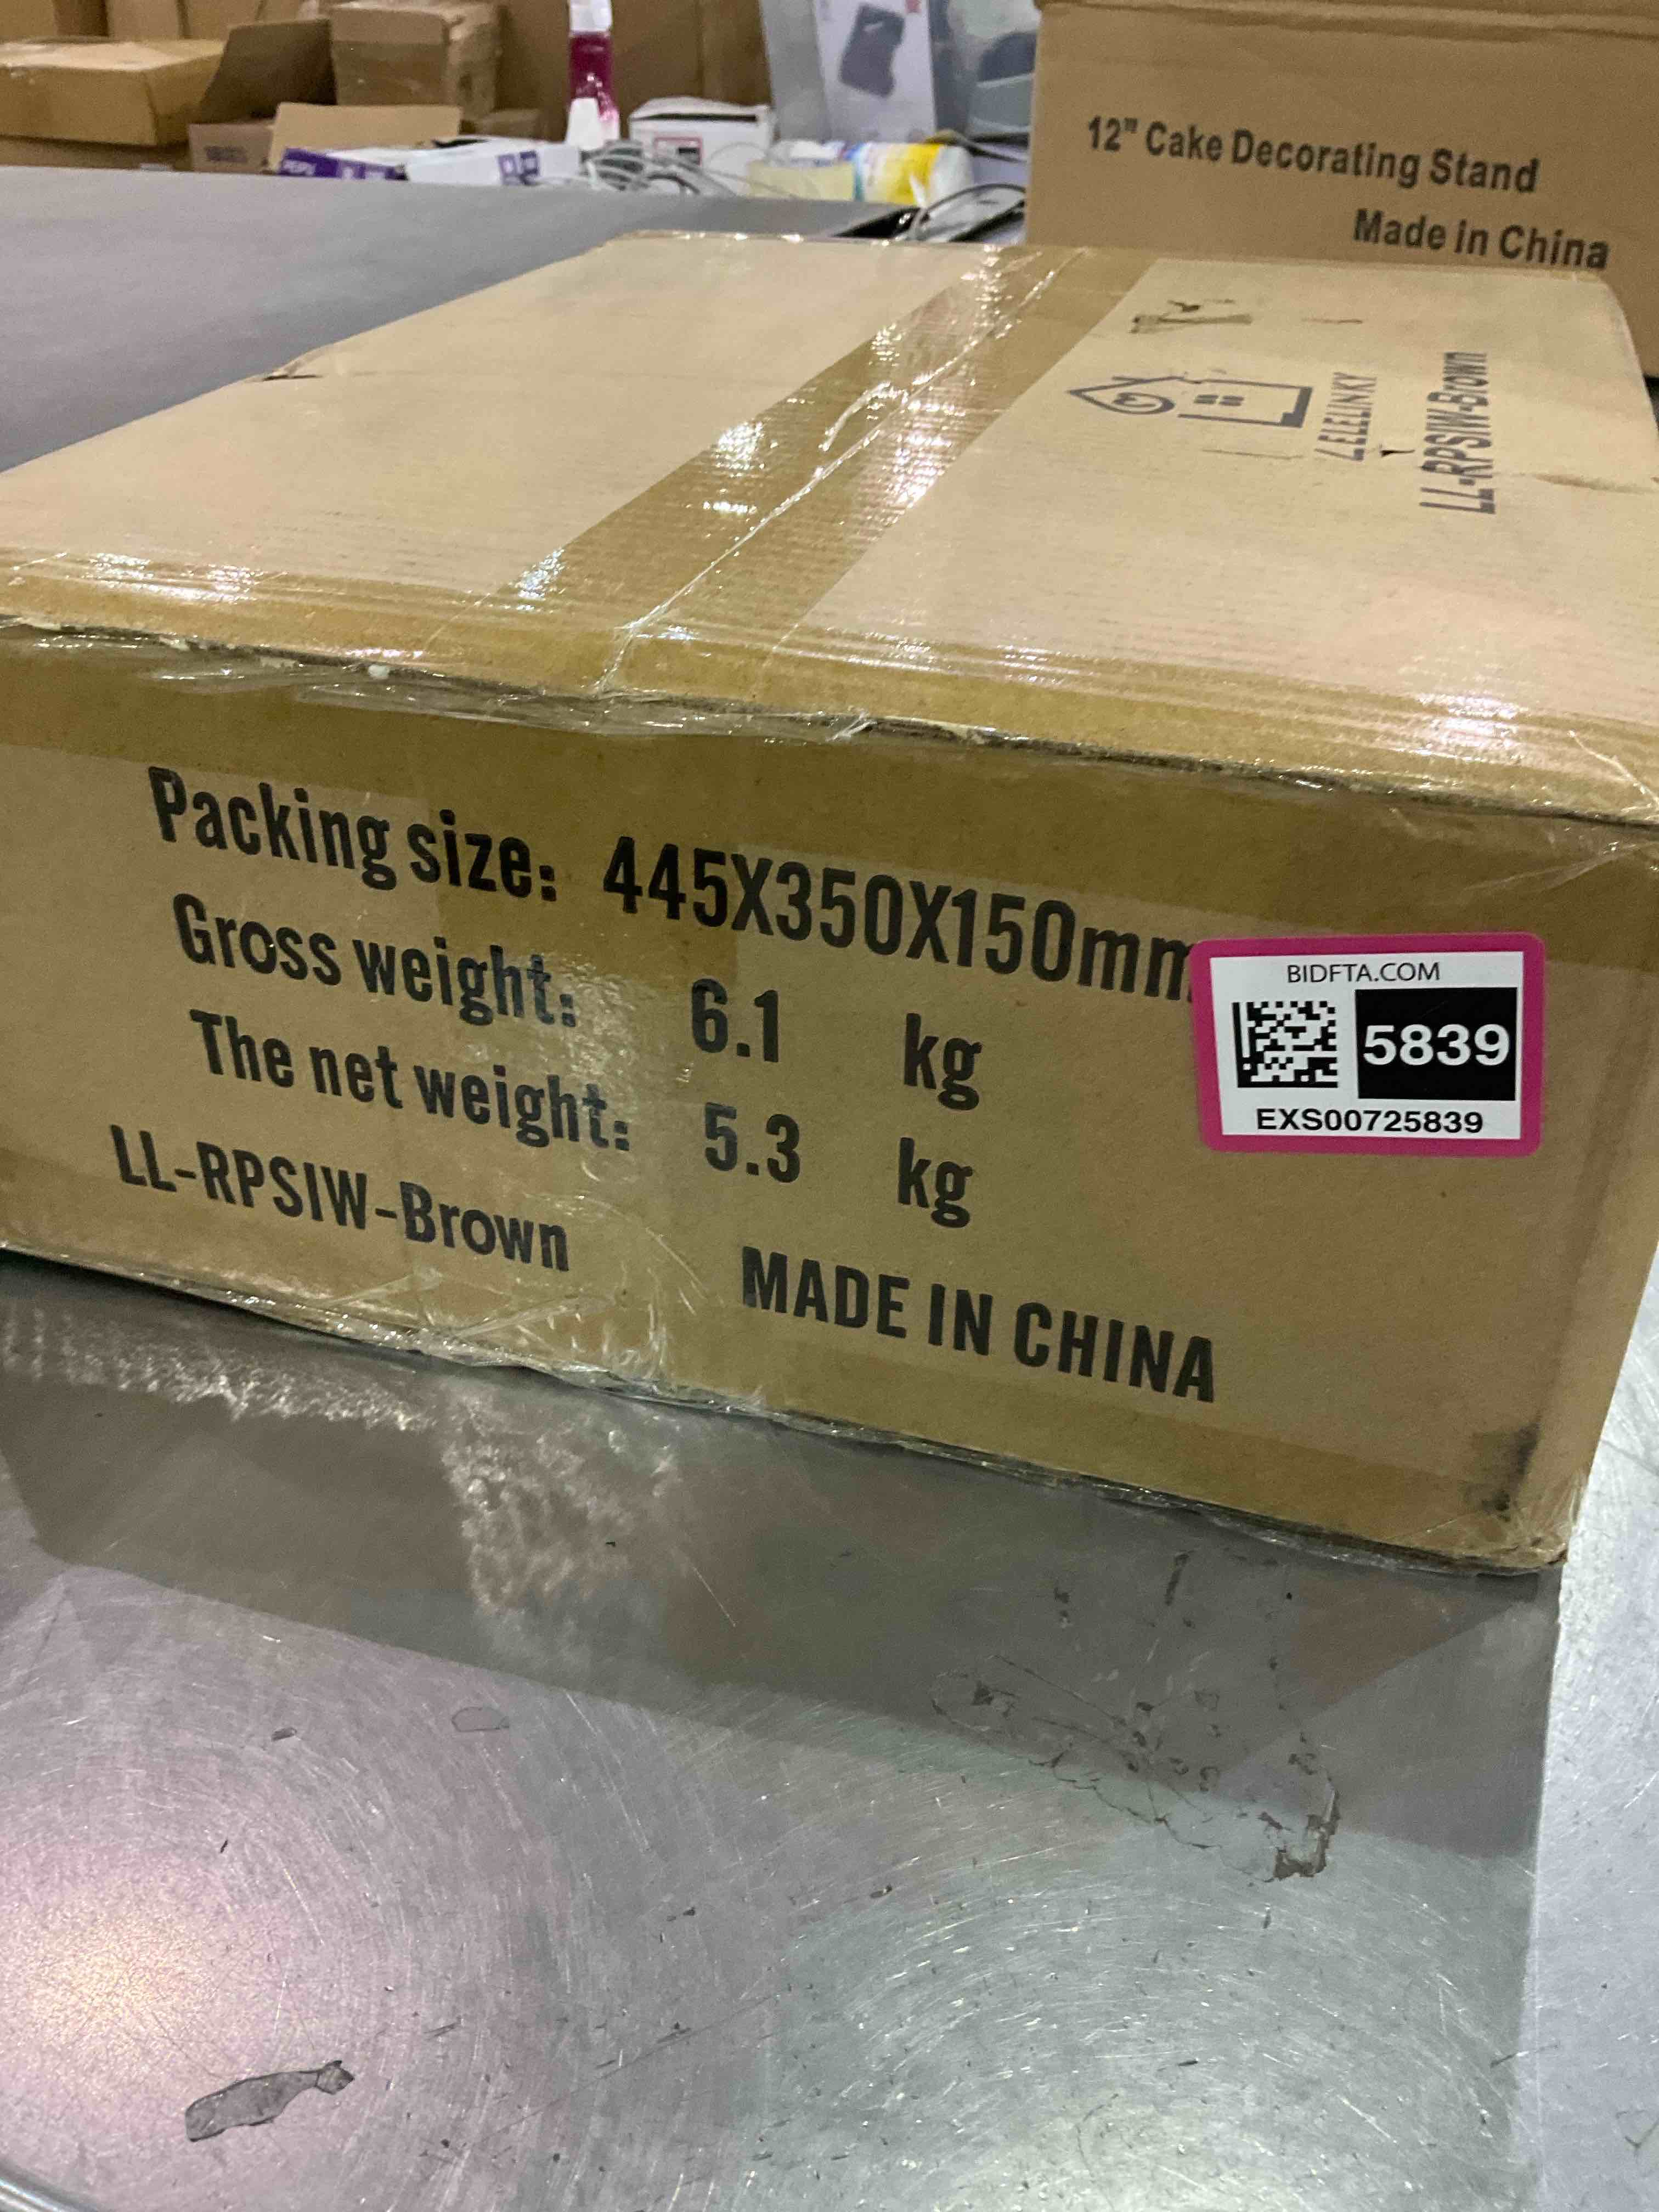 12" Cake Decorating Stand
Made in China
LELELINKY
LL-RPSIW-Brown
Packing size: 445X350X150mm
Gross weight: 6.1 kg
The net weight: 5.3 kg
LL-RPSIW-Brown
MADE IN CHINA
BIDFTA.COM
5839
EXS00725839